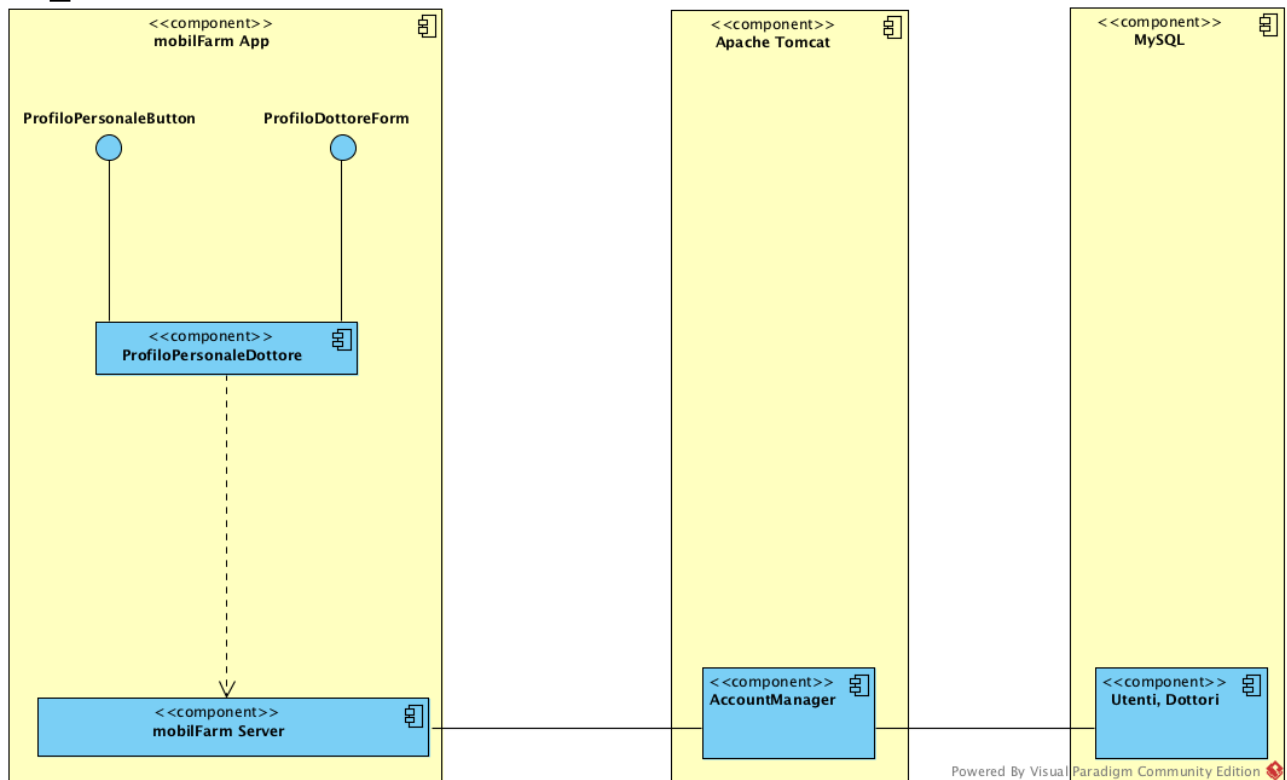 <<component>>
mobilFarm App
ProfiloPersonaleButton
ProfiloDottoreForm
<<component>>
ProfiloPersonaleDottore
<<component>>
mobilFarm Server
<<component>>
Apache Tomcat
<<component>>
AccountManager
<<component>>
MySQL
<<component>>
Utenti, Dottori
Powered By Visual Paradigm Community Edition